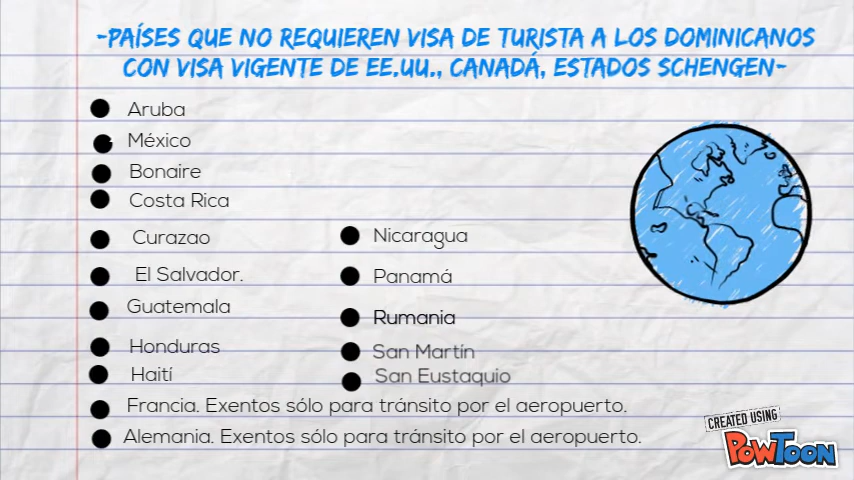 -PAÍSES QUE NO REQUIEREN VISA DE TURISTA A LOS DOMINICANOS
CON VISA VIGENTE DE EE.UU., CANADÁ, ESTADOS SCHENGEN-
Aruba
México
Bonaire
Costa Rica
Curazao
El Salvador.
Guatemala
Honduras
Haití
Nicaragua
Panamá
Rumania
San Martín
San Eustaquio
Francia. Exentos sólo para tránsito por el aeropuerto.
Alemania. Exentos sólo para tránsito por el aeropuerto.
CREATED USING
POWTOON